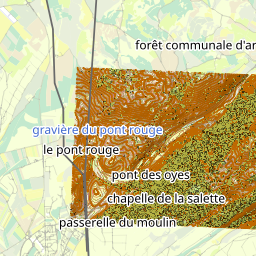 forêt communale d'ar
gravière du pont rouge
le pont rouge
pont des oyes
chapelle de la salette
passerelle du moulin